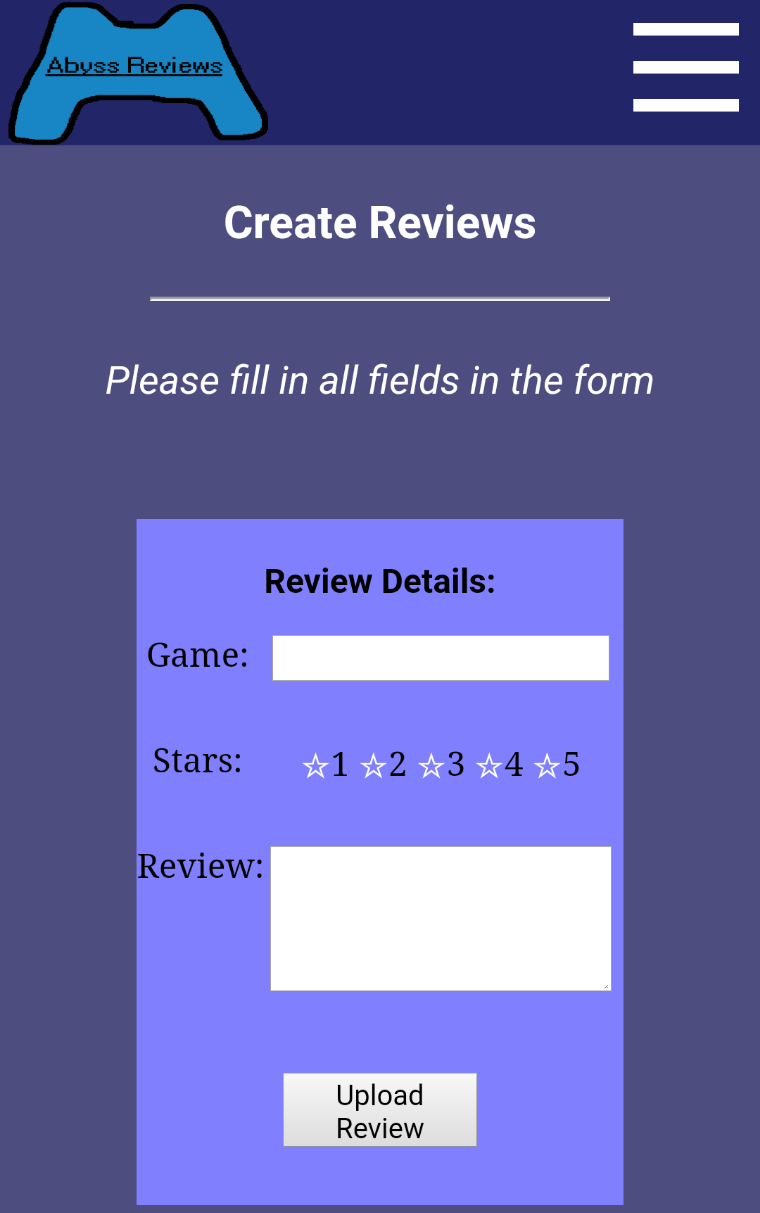 Abyss Reviews
Create Reviews
Please fill in all fields in the form
Review Details:
Game:
Stars: ☆1 ☆2 ☆3 ☆4 ☆5
Review:
Upload
Review